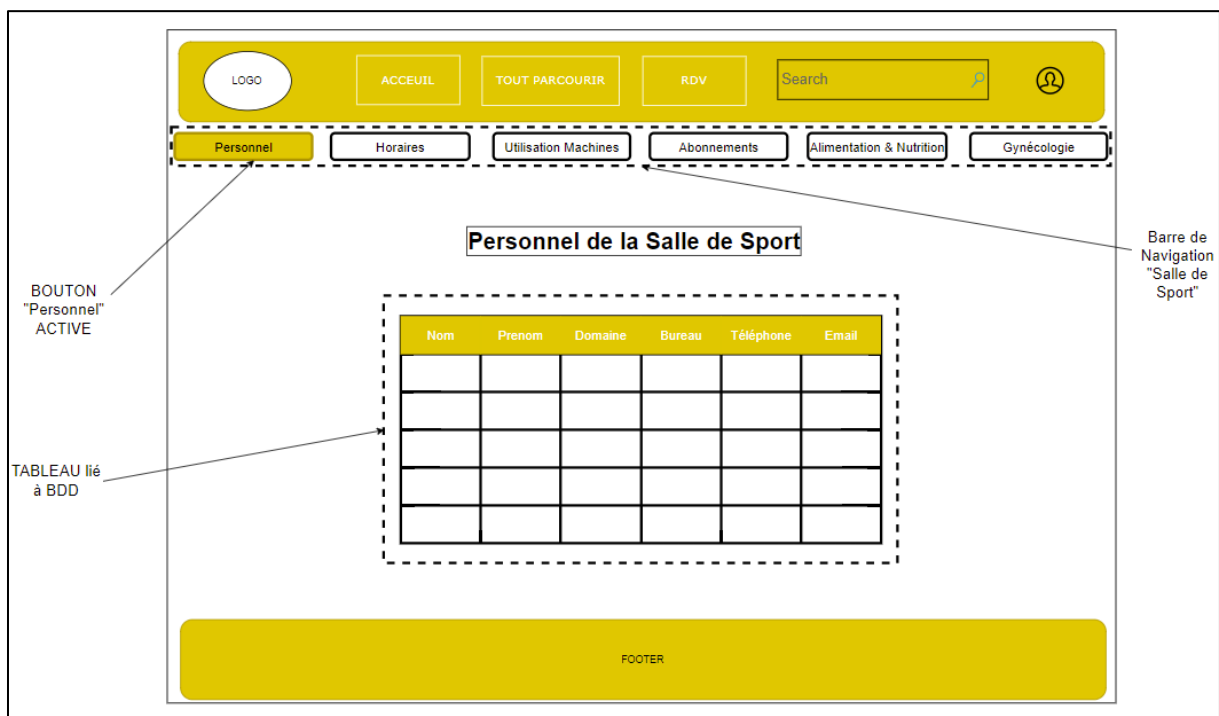 LOGO
ACCEUIL
TOUT PARCOURIR
RDV
Search
Personnel
Horaires
Utilisation Machines
Abonnements
Alimentation & Nutrition
Gynécologie
Personnel de la Salle de Sport
Barre de
Navigation
"Salle de
Sport"
BOUTON
"Personnel"
ACTIVE
Nom
Prenom
Domaine
Bureau
Téléphone
Email
TABLEAU lié
à BDD
FOOTER